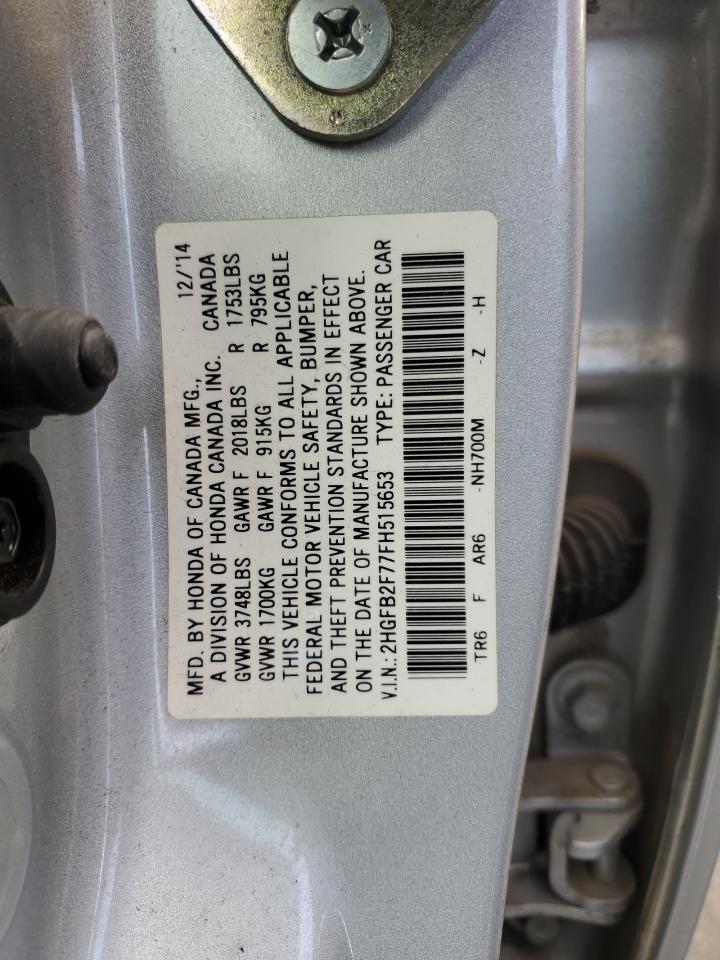 MFD. BY HONDA OF CANADA MFG., 12/'14
A DIVISION OF HONDA CANADA INC. CANADA
GVWR 3748LBS GAWR F 2018LBS R 1753LBS
GVWR 1700KG GAWR F 915KG R 795KG
THIS VEHICLE CONFORMS TO ALL APPLICABLE
FEDERAL MOTOR VEHICLE SAFETY, BUMPER,
AND THEFT PREVENTION STANDARDS IN EFFECT
ON THE DATE OF MANUFACTURE SHOWN ABOVE.
V.I.N.: 2HGFB2F77FH515653 TYPE: PASSENGER CAR
TR6 F AR6 -NH700M -Z -H